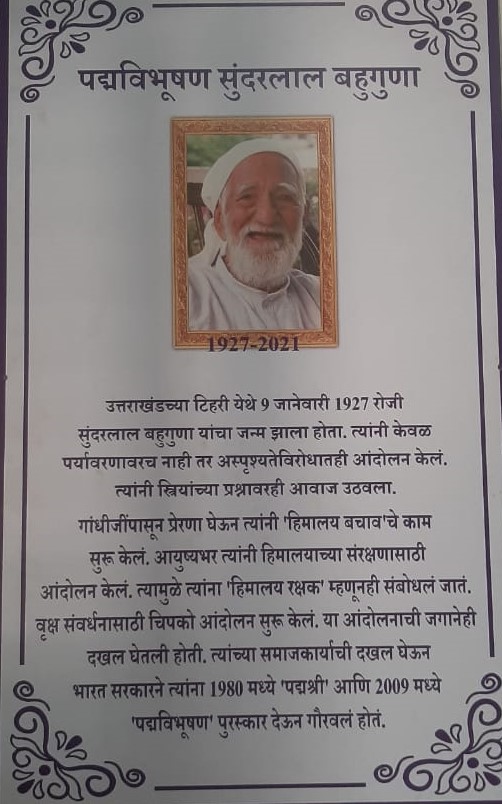 पद्मविभूषण सुंदरलाल बहुगुणा
1927-2021
उत्तराखंडच्या टिहरी येथे 9 जानेवारी 1927 रोजी
सुंदरलाल बहुगुणा यांचा जन्म झाला होता. त्यांनी केवळ
पर्यावरणावरच नाही तर अस्पृश्यतेविरोधातही आंदोलन केलं.
त्यांनी स्त्रियांच्या प्रश्नावरही आवाज उठवला.
गांधीजींपासून प्रेरणा घेऊन त्यांनी 'हिमालय बचाव'चे काम
सुरू केलं. आयुष्यभर त्यांनी हिमालयाच्या संरक्षणासाठी
आंदोलन केलं. त्यामुळे त्यांना 'हिमालय रक्षक' म्हणूनही संबोधलं जातं.
वृक्ष संवर्धनासाठी चिपको आंदोलन सुरू केलं. या आंदोलनाची जगानेही
दखल घेतली होती. त्यांच्या समाजकार्याची दखल घेऊन
भारत सरकारने त्यांना 1980 मध्ये 'पद्मश्री' आणि 2009 मध्ये
'पद्मविभूषण' पुरस्कार देऊन गौरवलं होतं.